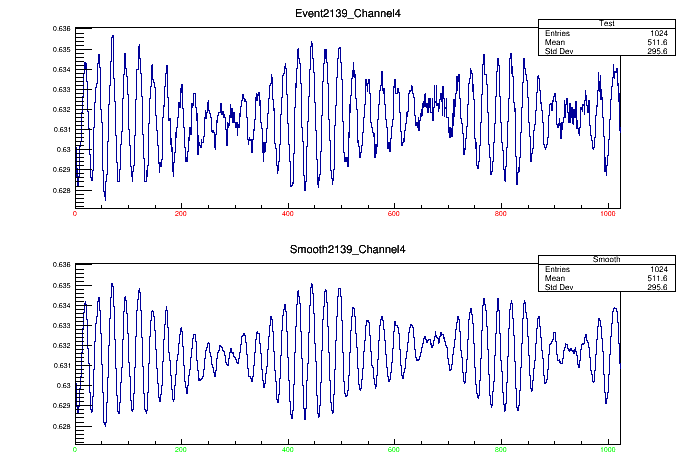 Event2139_Channel4
Test
Entries 1024
Mean 511.6
Std Dev 295.6
0.636
0.635
0.634
0.633
0.632
0.631
0.63
0.629
0.628
0 200 400 600 800 1000
Smooth2139_Channel4
Smooth
Entries 1024
Mean 511.6
Std Dev 295.6
0.636
0.635
0.634
0.633
0.632
0.631
0.63
0.629
0.628
0 200 400 600 800 1000